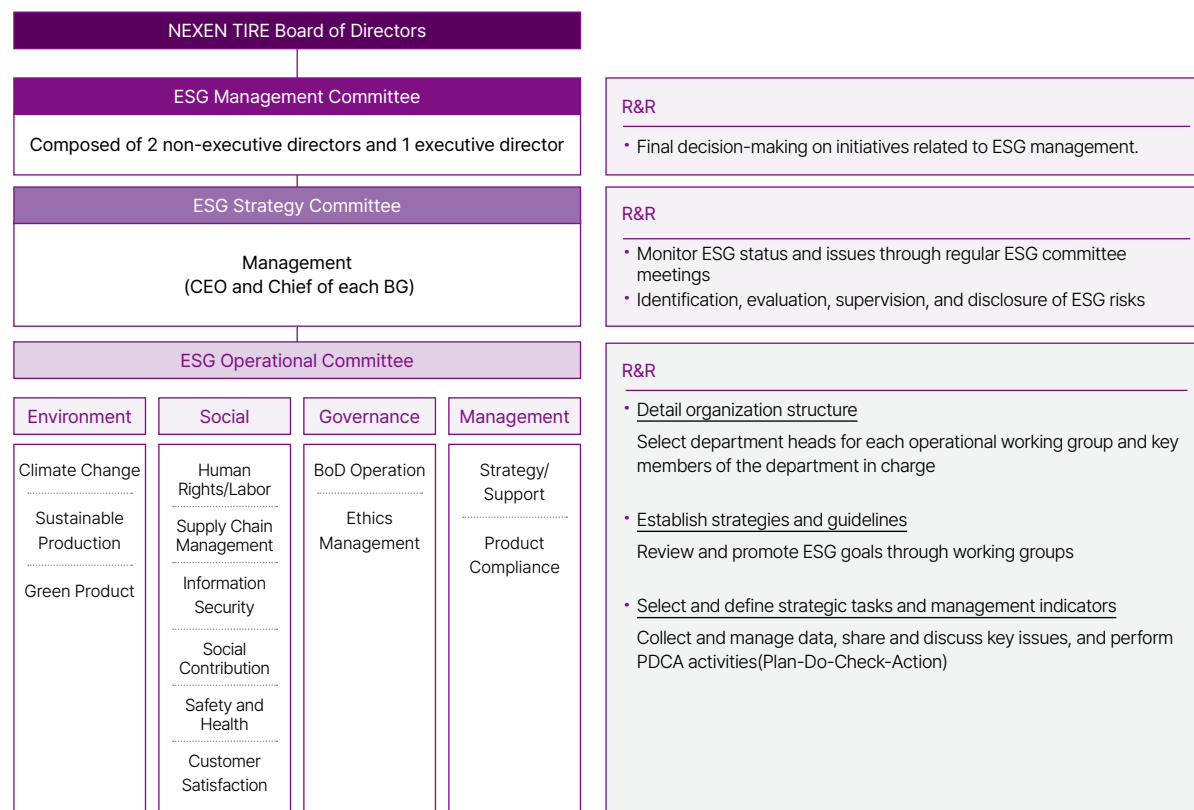 NEXEN TIRE Board of Directors
ESG Management Committee
Composed of 2 non-executive directors and 1 executive director
R&R
• Final decision-making on initiatives related to ESG management.
ESG Strategy Committee
Management
(CEO and Chief of each BG)
R&R
• Monitor ESG status and issues through regular ESG committee
meetings
• Identification, evaluation, supervision, and disclosure of ESG risks
ESG Operational Committee
Environment
Climate Change
Sustainable
Production
Green Product
Social
Human
Rights/Labor
Supply Chain
Management
Information
Security
Social
Contribution
Safety and
Health
Customer
Satisfaction
Governance
BoD Operation
Ethics
Management
Management
Strategy/
Support
Product
Compliance
R&R
• Detail organization structure
Select department heads for each operational working group and key
members of the department in charge
• Establish strategies and guidelines
Review and promote ESG goals through working groups
• Select and define strategic tasks and management indicators
Collect and manage data, share and discuss key issues, and perform
PDCA activities(Plan-Do-Check-Action)